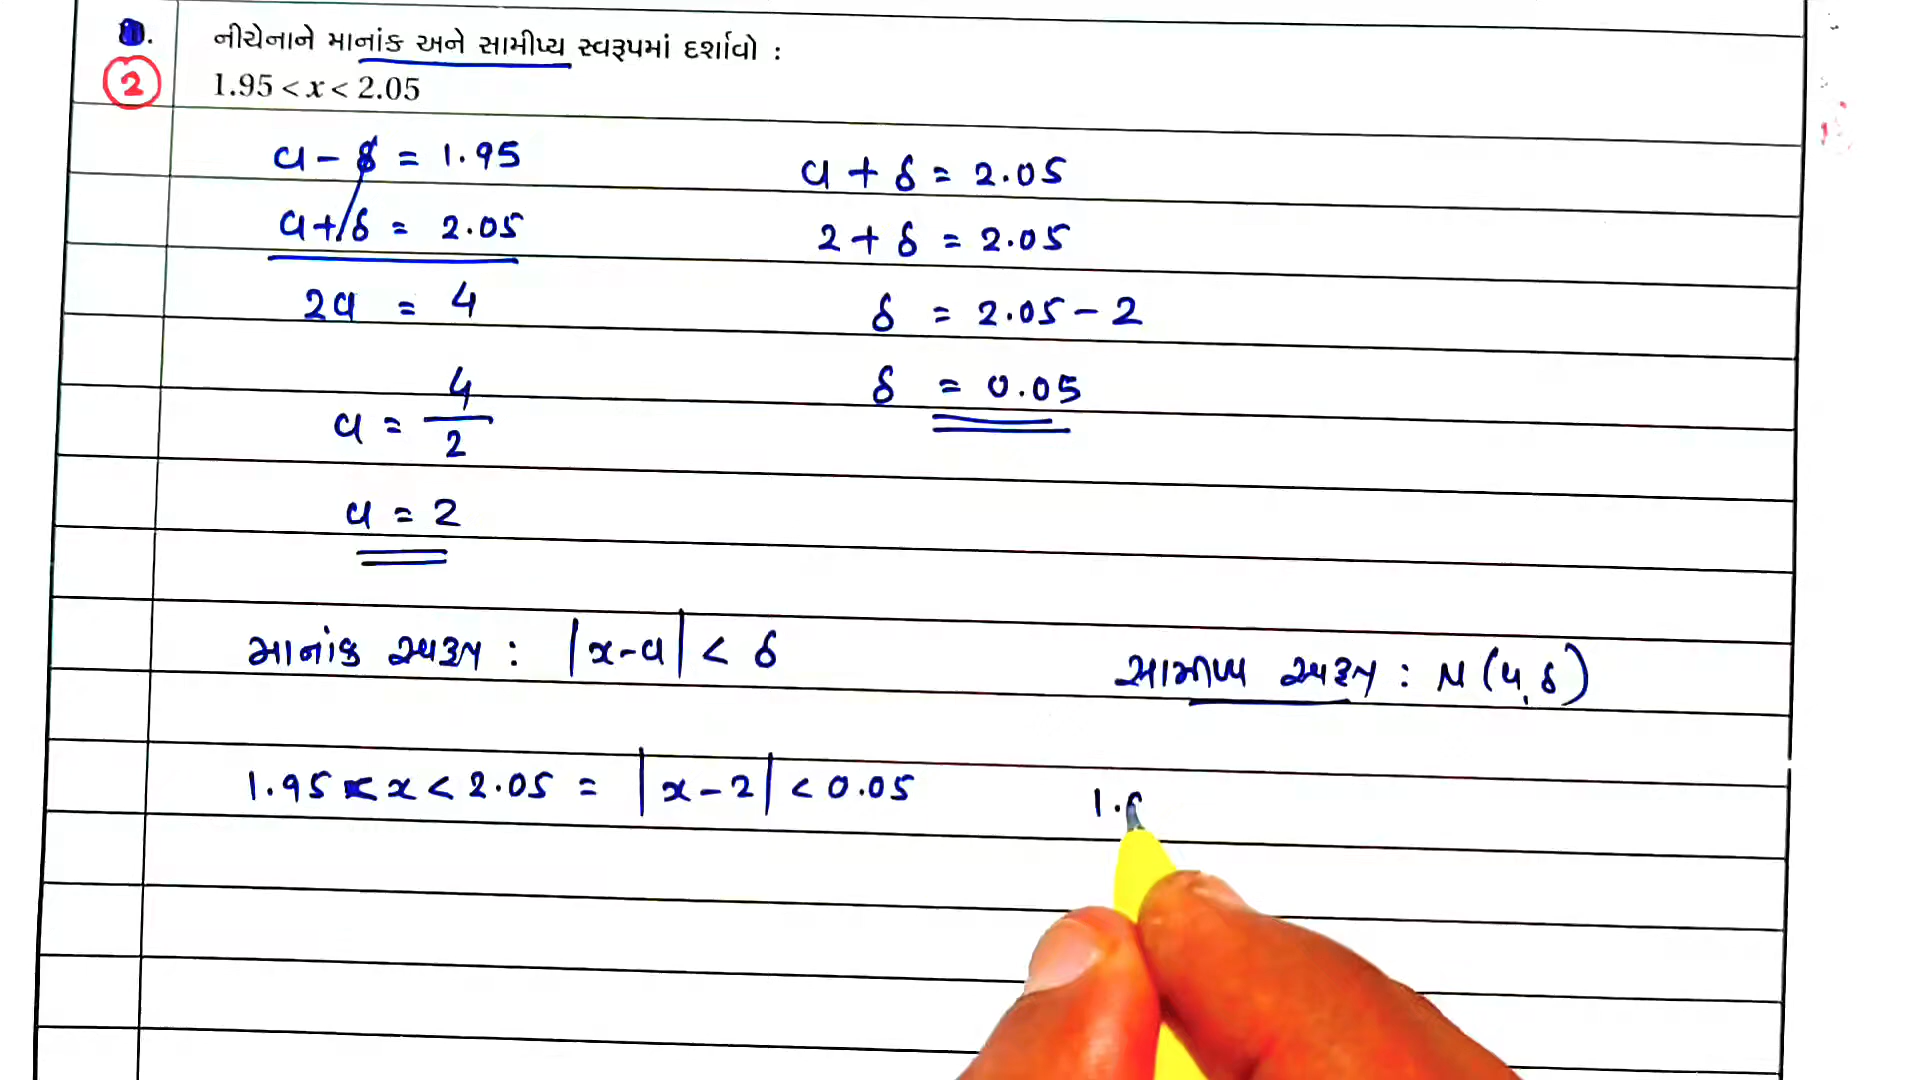 નીચેનાને માનાંક અને સામીપ્ય સ્વરૂપમાં દર્શાવો :
2
1.95 < x < 2.05
a - δ = 1.95
a + δ = 2.05
2a = 4
a = 4/2
a = 2
a + δ = 2.05
2 + δ = 2.05
δ = 2.05 - 2
δ = 0.05
માનાંક સ્વરૂપ : |x-a| < δ
સામીપ્ય સ્વરૂપ : N (a, δ)
1.95 < x < 2.05 = |x-2| < 0.05
1.